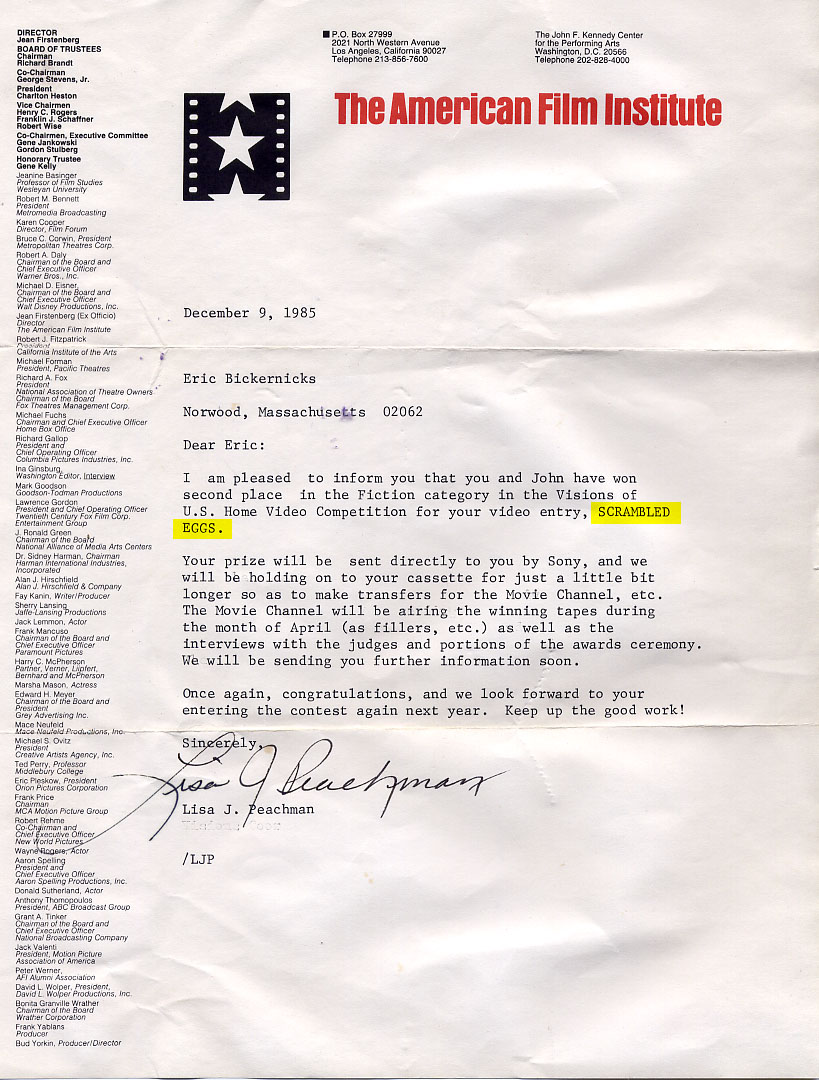 DIRECTOR
Jean Firstenberg
BOARD OF TRUSTEES
Chairman
Richard Brandt
Co-Chairman
George Stevens, Jr.
President
Charlton Heston
Vice Chairmen
Henry C. Rogers
Franklin J. Schaffner
Robert Wise
Co-Chairmen, Executive Committee
Gene Jankowski
Gordon Stulberg
Honorary Trustee
Gene Kelly
Jeanine Basinger
Professor of Film Studies
Wesleyan University
Robert M. Bennett
President
Metromedia Broadcasting
Karen Cooper
Director, Film Forum
Bruce C. Corwin, President
Metropolitan Theatres Corp.
Robert A. Daly
Chairman of the Board and
Chief Executive Officer
Warner Bros., Inc.
Michael D. Eisner
Chairman of the Board and
Chief Executive Officer
Walt Disney Productions, Inc.
Jean Firstenberg (Ex Officio)
Director
The American Film Institute
Robert J. Fitzpatrick
President
California Institute of the Arts
Michael Forman
President, Pacific Theatres
Richard A. Fox
President
National Association of Theatre Owners
Chairman of the Board
Fox Theatres Management Corp.
Michael Fuchs
Chairman and Chief Executive Officer
Home Box Office
Richard Gallop
President and
Chief Operating Officer
Columbia Pictures Industries, Inc.
Ina Ginsburg,
Washington Editor, Interview
Mark Goodson
Goodson-Todman Productions
Lawrence Gordon
President and Chief Operating Officer
Twentieth Century Fox Film Corp.
Entertainment Group
J. Ronald Green
Chairman of the Board
National Alliance of Media Arts Centers
Dr. Sidney Harman, Chairman
Harman International Industries,
Incorporated
Alan J. Hirschfield
Alan J. Hirschfield & Company
Fay Kanin, Writer/Producer
Sherry Lansing
Jaffe-Lansing Productions
Jack Lemmon, Actor
Frank Mancuso
Chairman of the Board and
Chief Executive Officer
Paramount Pictures
Harry C. McPherson
Partner, Verner, Liipfert,
Bernhard and McPherson
Marsha Mason, Actress
Edward H. Meyer
Chairman of the Board and
President
Grey Advertising Inc.
Mace Neufeld
Mace Neufeld Productions, Inc.
Michael S. Ovitz
President
Creative Artists Agency, Inc.
Ted Perry, Professor
Middlebury College
Eric Pleskow, President
Orion Pictures Corporation
Frank Price
Chairman
MCA Motion Picture Group
Robert Rehme
Co-Chairman and
Chief Executive Officer
New World Pictures
Wayne Rogers, Actor
Aaron Spelling
President and
Chief Executive Officer
Aaron Spelling Productions, Inc.
Donald Sutherland, Actor
Anthony Thomopoulos
President, ABC Broadcast Group
Grant A. Tinker
Chairman of the Board and
Chief Executive Officer
National Broadcasting Company
Jack Valenti
President, Motion Picture
Association of America
Peter Werner,
AFI Alumni Association
David L. Wolper, President,
David L. Wolper Productions, Inc.
Bonita Granville Wrather
Chairman of the Board
Wrather Corporation
Frank Yablans
Producer
Bud Yorkin, Producer/Director
P.O. Box 27999
2021 North Western Avenue
Los Angeles, California 90027
Telephone 213-856-7600
The John F. Kennedy Center
for the Performing Arts
Washington, D.C. 20566
Telephone 202-828-4000
The American Film Institute
December 9, 1985
Eric Bickernicks
Norwood, Massachusetts 02062
Dear Eric:
I am pleased to inform you that you and John have won
second place in the Fiction category in the Visions of
U.S. Home Video Competition for your video entry, SCRAMBLED
EGGS.
Your prize will be sent directly to you by Sony, and we
will be holding on to your cassette for just a little bit
longer so as to make transfers for the Movie Channel, etc.
The Movie Channel will be airing the winning tapes during
the month of April (as fillers, etc.) as well as the
interviews with the judges and portions of the awards ceremony.
We will be sending you further information soon.
Once again, congratulations, and we look forward to your
entering the contest again next year. Keep up the good work!
Sincerely,
Lisa J Peachman
Lisa J. Peachman
/LJP